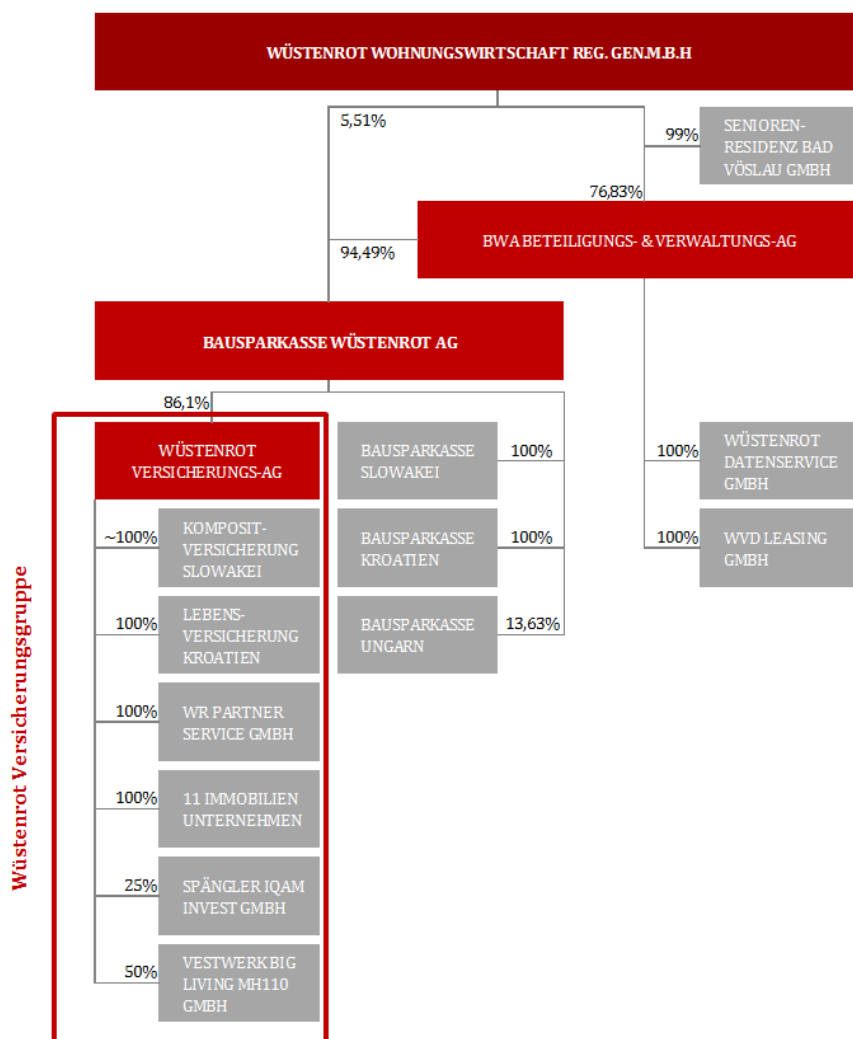 WÜSTENROT WOHNUNGSWIRTSCHAFT REG. GEN.M.B.H
5,51%
99%
SENIOREN-
RESIDENZ BAD
VÖSLAU GMBH
76,83%
BWA BETEILIGUNGS- & VERWALTUNGS-AG
94,49%
BAUSPARKASSE WÜSTENROT AG
86,1%
WÜSTENROT
VERSICHERUNGS-AG
BAUSPARKASSE
SLOWAKEI
100%
100%
WÜSTENROT
DATENSERVICE
GMBH
~100%
KOMPOSIT-
VERSICHERUNG
SLOWAKEI
BAUSPARKASSE
KROATIEN
100%
100%
WVD LEASING
GMBH
100%
LEBENS-
VERSICHERUNG
KROATIEN
BAUSPARKASSE
UNGARN
13,63%
100%
WR PARTNER
SERVICE GMBH
100%
11 IMMOBILIEN
UNTERNEHMEN
25%
SPÄNGLER IQAM
INVEST GMBH
50%
VESTWERK BIG
LIVING MH110
GMBH
Wüstenrot Versicherungsgruppe